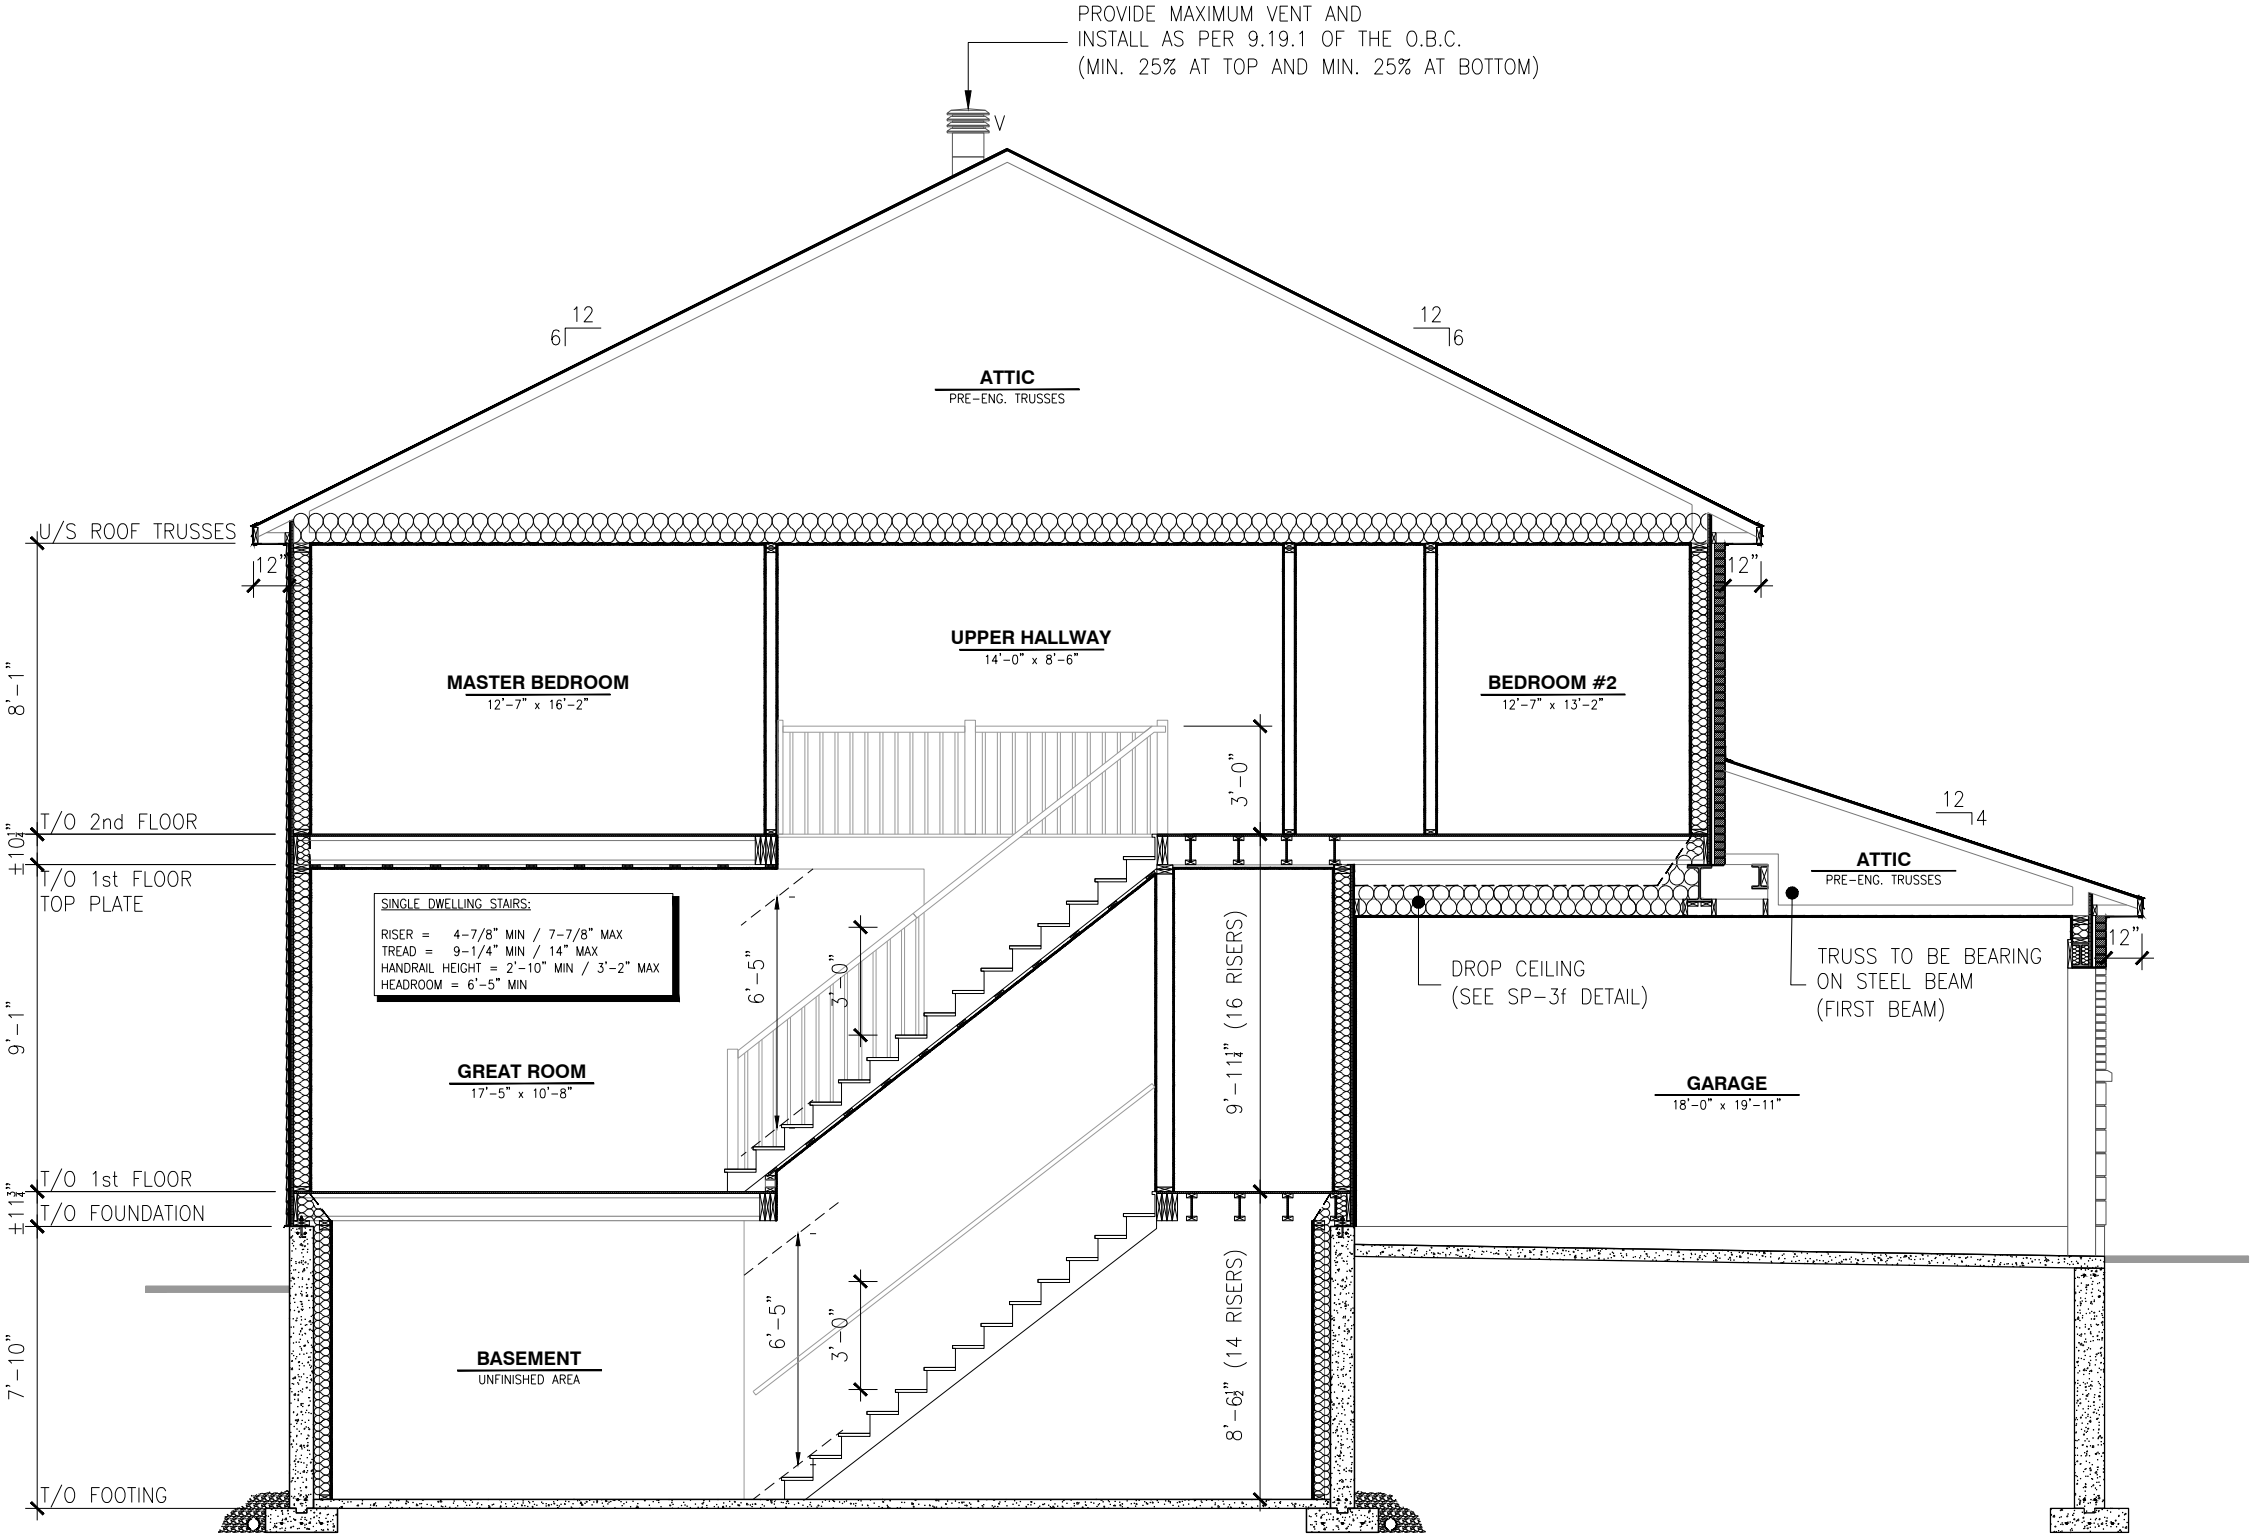 PROVIDE MAXIMUM VENT AND
INSTALL AS PER 9.19.1 OF THE O.B.C.
(MIN. 25% AT TOP AND MIN. 25% AT BOTTOM)
V
12
6
12
6
ATTIC
PRE-ENG. TRUSSES
U/S ROOF TRUSSES
12"
12"
8'-1"
MASTER BEDROOM
12'-7" x 16'-2"
UPPER HALLWAY
14'-0" x 8'-6"
BEDROOM #2
12'-7" x 13'-2"
3'-0"
12
4
T/O 2nd FLOOR
±10½"
T/O 1st FLOOR
TOP PLATE
ATTIC
PRE-ENG. TRUSSES
SINGLE DWELLING STAIRS:
RISER = 4-7/8" MIN / 7-7/8" MAX
TREAD = 9-1/4" MIN / 14" MAX
HANDRAIL HEIGHT = 2'-10" MIN / 3'-2" MAX
HEADROOM = 6'-5" MIN
6'-5"
3'-0"
9'-11¼" (16 RISERS)
DROP CEILING
(SEE SP-3f DETAIL)
TRUSS TO BE BEARING
ON STEEL BEAM
(FIRST BEAM)
12"
9'-1"
GREAT ROOM
17'-5" x 10'-8"
GARAGE
18'-0" x 19'-11"
T/O 1st FLOOR
±11¾"
T/O FOUNDATION
6'-5"
3'-0"
8'-6½" (14 RISERS)
7'-10"
BASEMENT
UNFINISHED AREA
T/O FOOTING